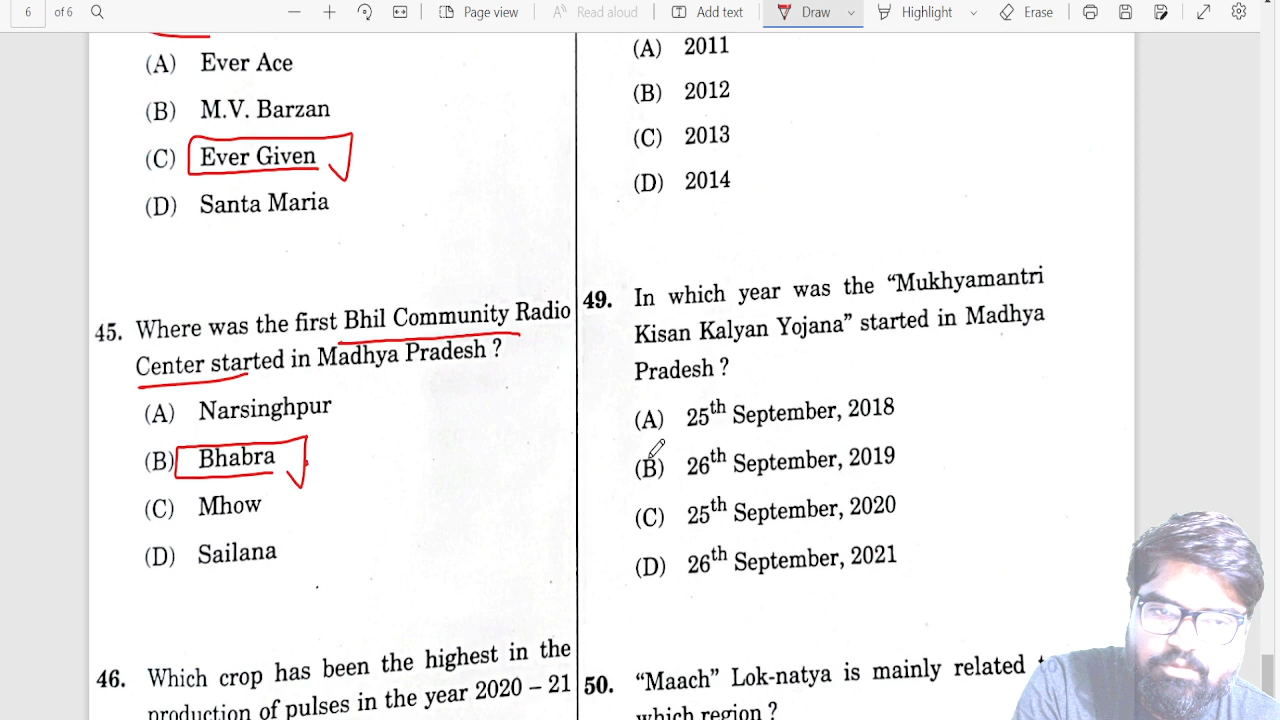 6 of 6 Page view Read aloud Add text Draw Highlight Erase
(A) Ever Ace
(B) M.V. Barzan
(C) Ever Given
(D) Santa Maria
45. Where was the first Bhil Community Radio
Center started in Madhya Pradesh ?
(A) Narsinghpur
(B) Bhabra
(C) Mhow
(D) Sailana
46. Which crop has been the highest in the
production of pulses in the year 2020 – 21
(A) 2011
(B) 2012
(C) 2013
(D) 2014
49. In which year was the “Mukhyamantri
Kisan Kalyan Yojana” started in Madhya
Pradesh ?
(A) 25th September, 2018
(B) 26th September, 2019
(C) 25th September, 2020
(D) 26th September, 2021
50. “Maach” Lok-natya is mainly related
which region ?